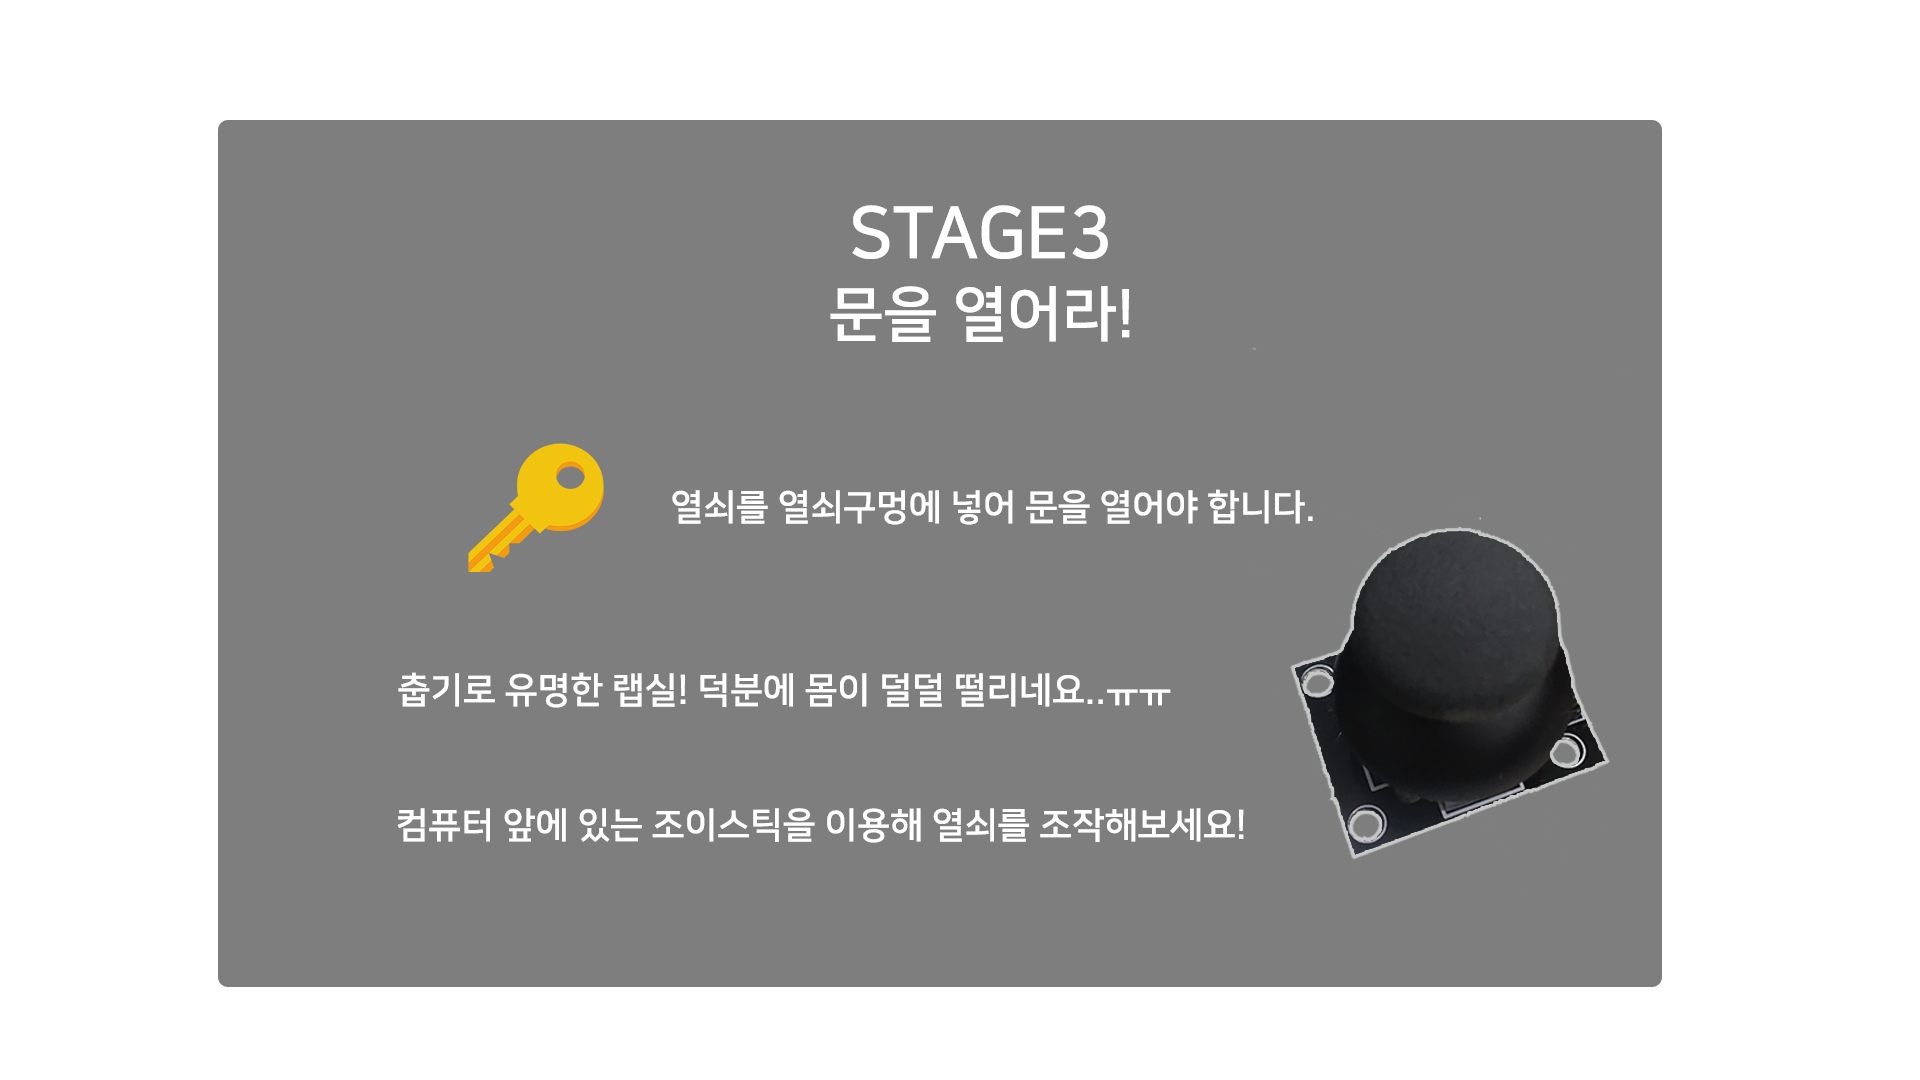 STAGE3
문을 열어라!
열쇠를 열쇠구멍에 넣어 문을 열어야 합니다.
춥기로 유명한 랩실! 덕분에 몸이 덜덜 떨리네요..ㅠㅠ
컴퓨터 앞에 있는 조이스틱을 이용해 열쇠를 조작해보세요!